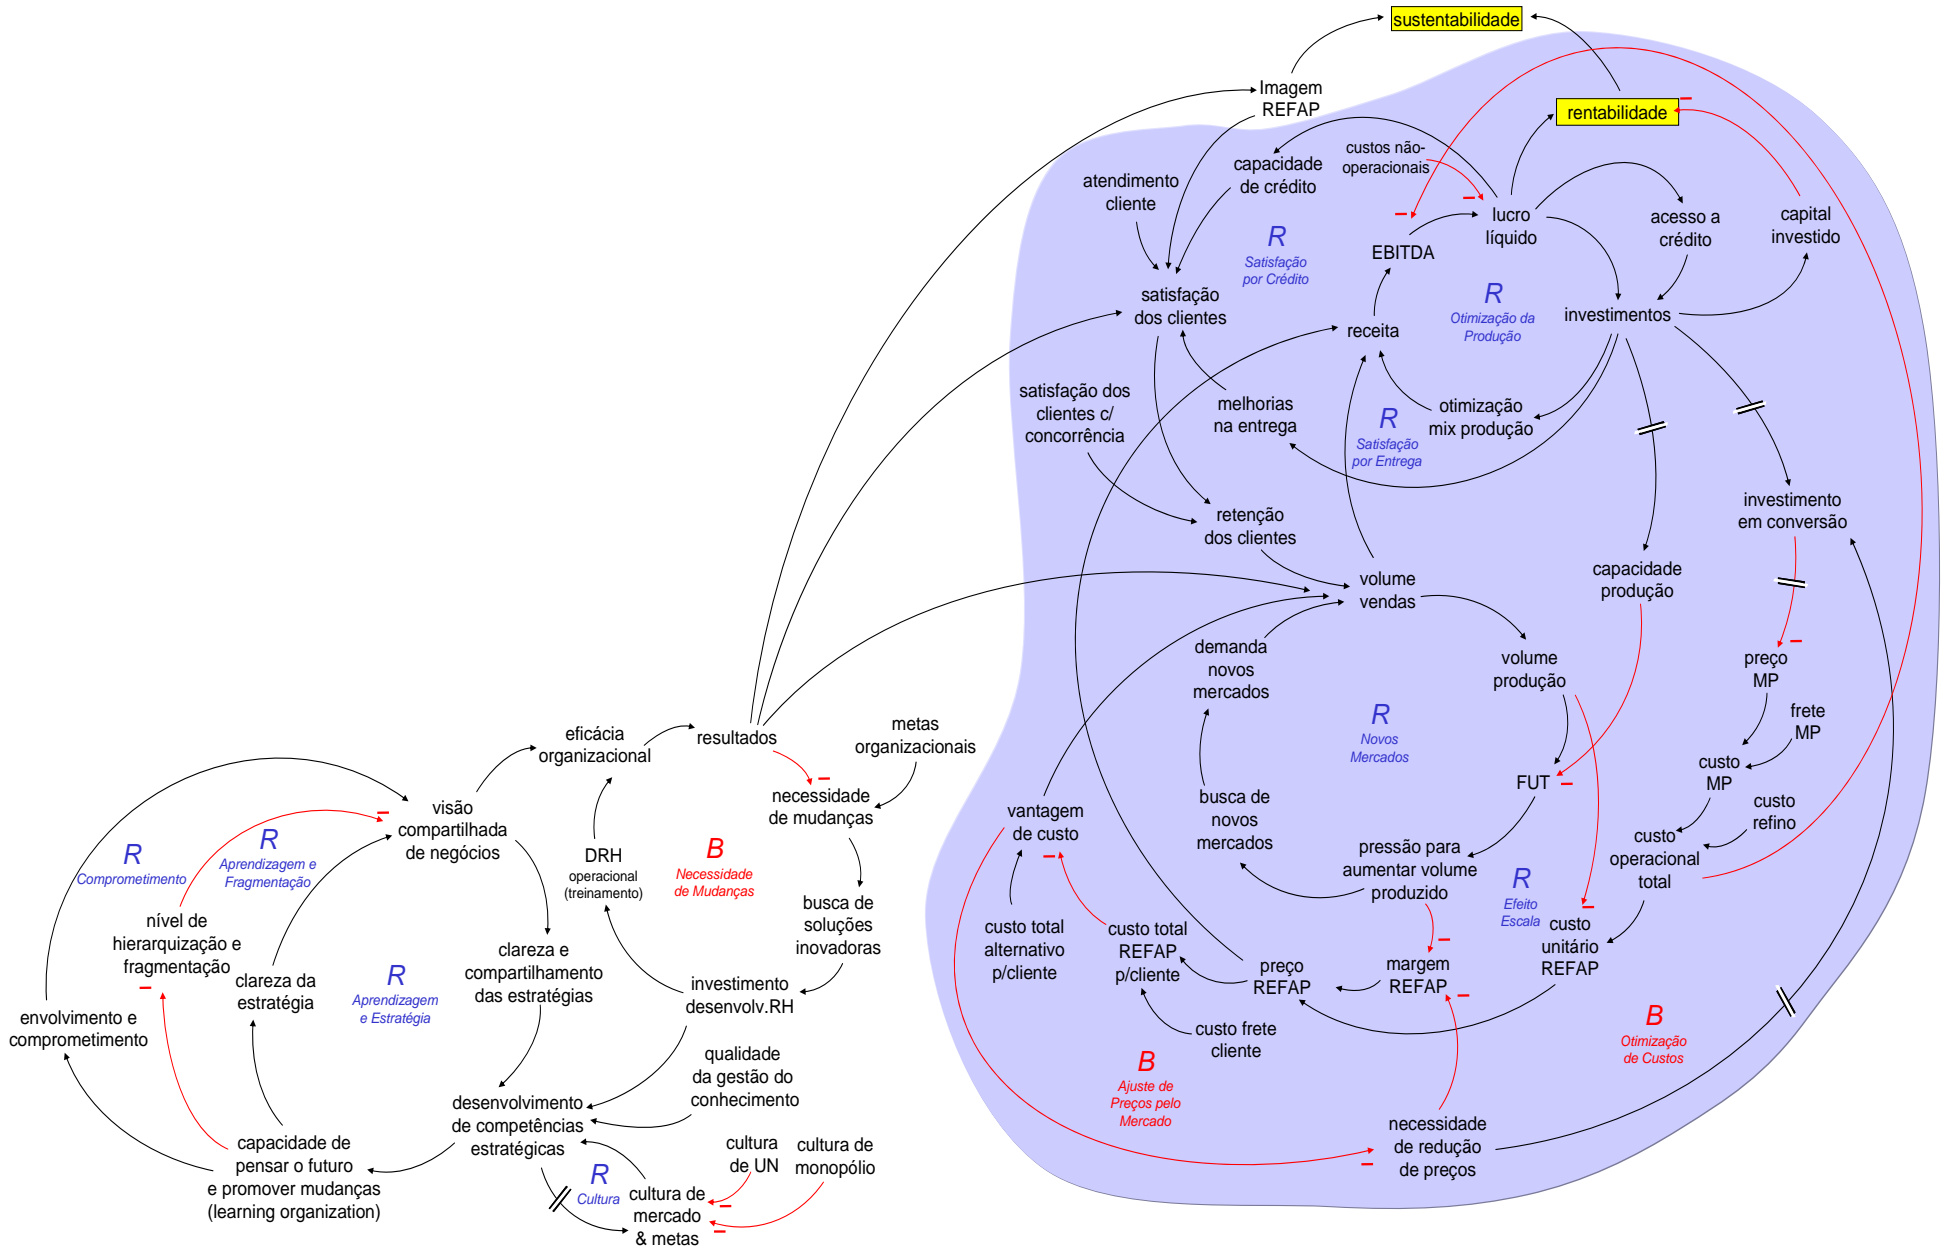 sustentabilidade
Imagem
REFAP
rentabilidade
custos não-
operacionais
capacidade
de crédito
atendimento
cliente
lucro
líquido
acesso a
crédito
capital
investido
R
Satisfação
por Crédito
EBITDA
satisfação
dos clientes
R
Otimização da
Produção
investimentos
receita
satisfação dos
clientes c/
concorrência
melhorias
na entrega
R
Satisfação
por Entrega
otimização
mix produção
retenção
dos clientes
investimento
em conversão
volume
vendas
capacidade
produção
demanda
novos
mercados
volume
produção
preço
MP
frete
MP
R
Novos
Mercados
custo
MP
FUT
custo
refino
busca de
novos
mercados
vantagem
de custo
pressão para
aumentar volume
produzido
custo
operacional
total
R
Efeito
Escala
custo total
alternativo
p/cliente
custo total
REFAP
p/cliente
preço
REFAP
margem
REFAP
custo
unitário
REFAP
custo frete
cliente
B
Otimização
de Custos
B
Ajuste de
Preços pelo
Mercado
necessidade
de redução
de preços
eficácia
organizacional
resultados
metas
organizacionais
necessidade
de mudanças
visão
compartilhada
de negócios
R
Comprometimento
R
Aprendizagem e
Fragmentação
DRH
operacional
(treinamento)
B
Necessidade
de Mudanças
busca de
soluções
inovadoras
nível de
hierarquização e
fragmentação
clareza da
estratégia
R
Aprendizagem
e Estratégia
clareza e
compartilhamento
das estratégias
investimento
desenvolv.RH
envolvimento e
comprometimento
qualidade
da gestão do
conhecimento
desenvolvimento
de competências
estratégicas
capacidade de
pensar o futuro
e promover mudanças
(learning organization)
R
Cultura
cultura
de UN
cultura de
monopólio
cultura de
mercado
& metas